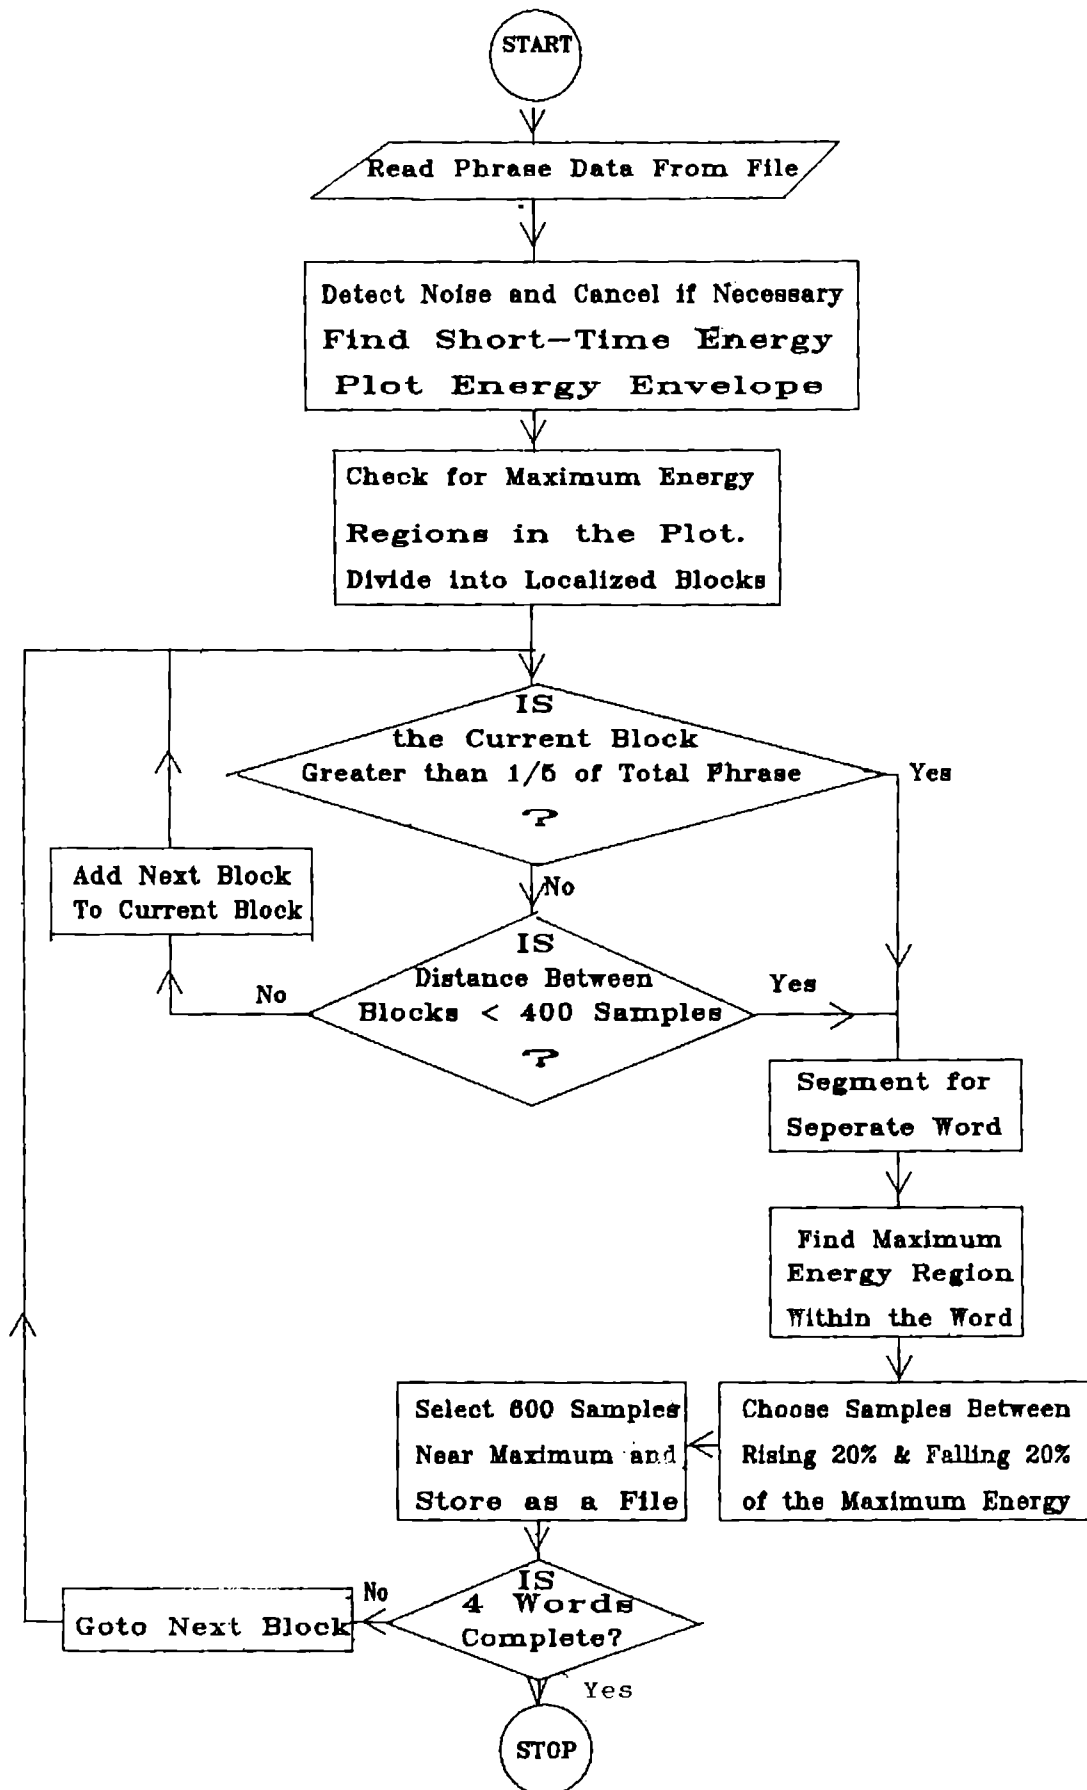 START
Read Phrase Data From File
Detect Noise and Cancel if Necessary
Find Short-Time Energy
Plot Energy Envelope
Check for Maximum Energy
Regions in the Plot.
Divide into Localized Blocks
IS
the Current Block
Greater than 1/5 of Total Phrase
?
Yes
No
Add Next Block
To Current Block
IS
Distance Between
Blocks < 400 Samples
?
No
Yes
Segment for
Seperate Word
Find Maximum
Energy Region
Within the Word
Choose Samples Between
Rising 20% & Falling 20%
of the Maximum Energy
Select 600 Samples
Near Maximum and
Store as a File
IS
4 Words
Complete?
No
Goto Next Block
Yes
STOP